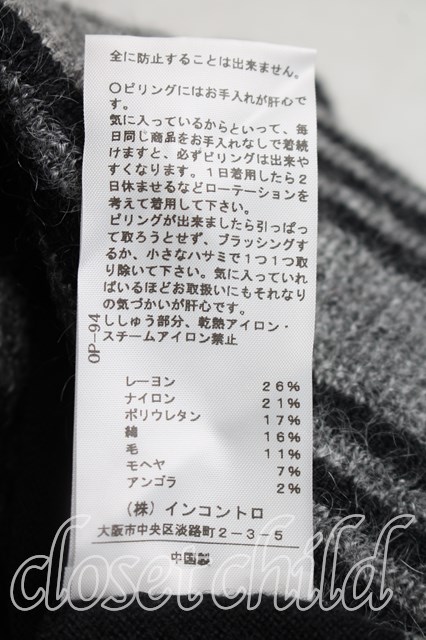 全に防止することは出来ません。
○ピリングにはお手入れが肝心で
す。
気に入っているからといって、毎
日同じ商品をお手入れなしで着続
けますと、必ずピリングは出来や
すくなります。1日着用したら2
日休ませるなどローテーションを
考えて着用して下さい。
ピリングが出来ましたら引っぱっ
て取ろうとせず、ブラッシングす
るか、小さなハサミで1つ1つ取
り除いて下さい。気に入っていれ
ばいるほどお取扱いにもそれなり
の気づかいが肝心です。
ししゅう部分、乾熱アイロン・
スチームアイロン禁止
OP-94
レーヨン 26%
ナイロン 21%
ポリウレタン 17%
綿 16%
毛 11%
モヘヤ 7%
アンゴラ 2%
(株)インコントロ
大阪市中央区淡路町2-3-5
中国製
closet child